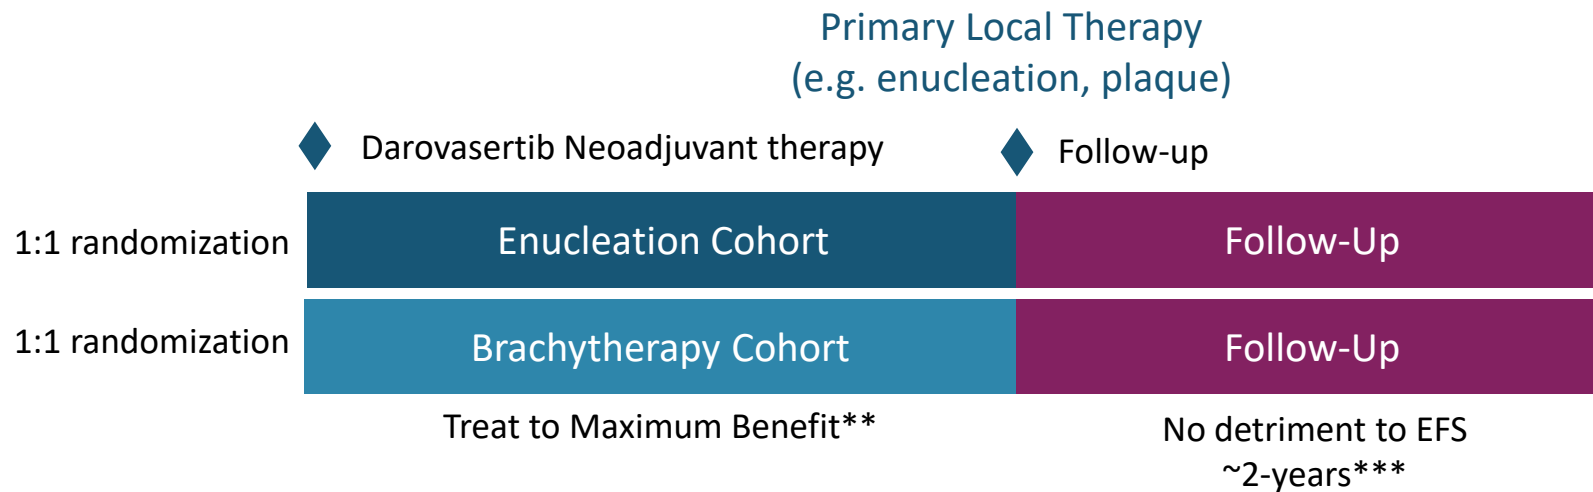 Primary Local Therapy
(e.g. enucleation, plaque)
Darovasertib Neoadjuvant therapy
Follow-up
1:1 randomization
Enucleation Cohort
Follow-Up
1:1 randomization
Brachytherapy Cohort
Follow-Up
Treat to Maximum Benefit**
No detriment to EFS
~2-years***